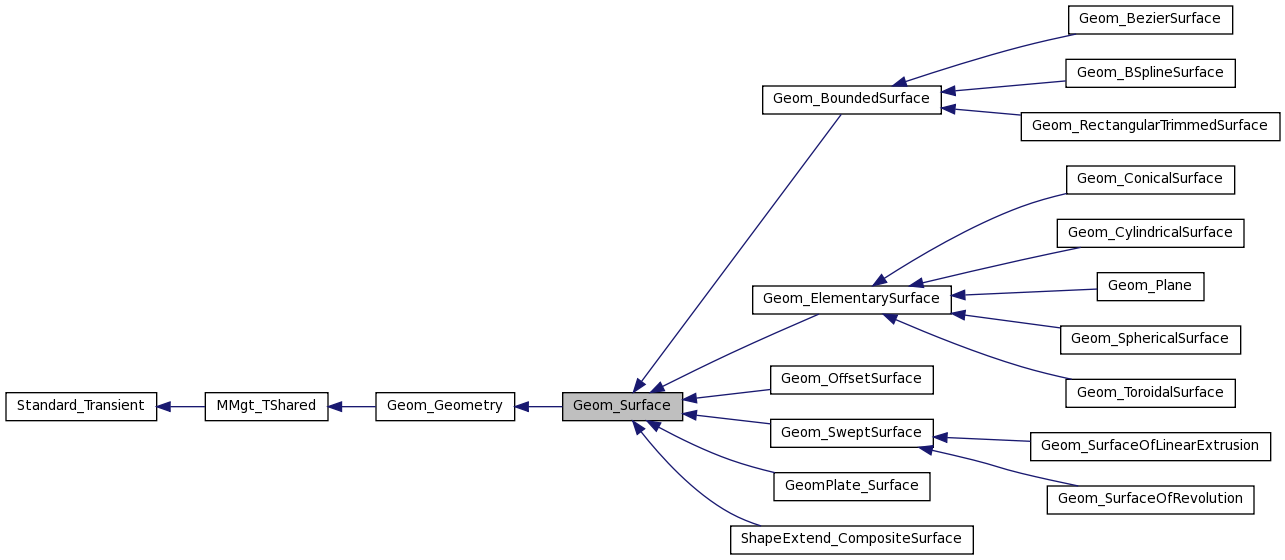 Geom_BezierSurface
Geom_BSplineSurface
Geom_BoundedSurface
Geom_RectangularTrimmedSurface
Geom_ConicalSurface
Geom_CylindricalSurface
Geom_Plane
Geom_ElementarySurface
Geom_SphericalSurface
Geom_OffsetSurface
Geom_ToroidalSurface
Standard_Transient
MMgt_TShared
Geom_Geometry
Geom_Surface
Geom_SweptSurface
Geom_SurfaceOfLinearExtrusion
GeomPlate_Surface
Geom_SurfaceOfRevolution
ShapeExtend_CompositeSurface